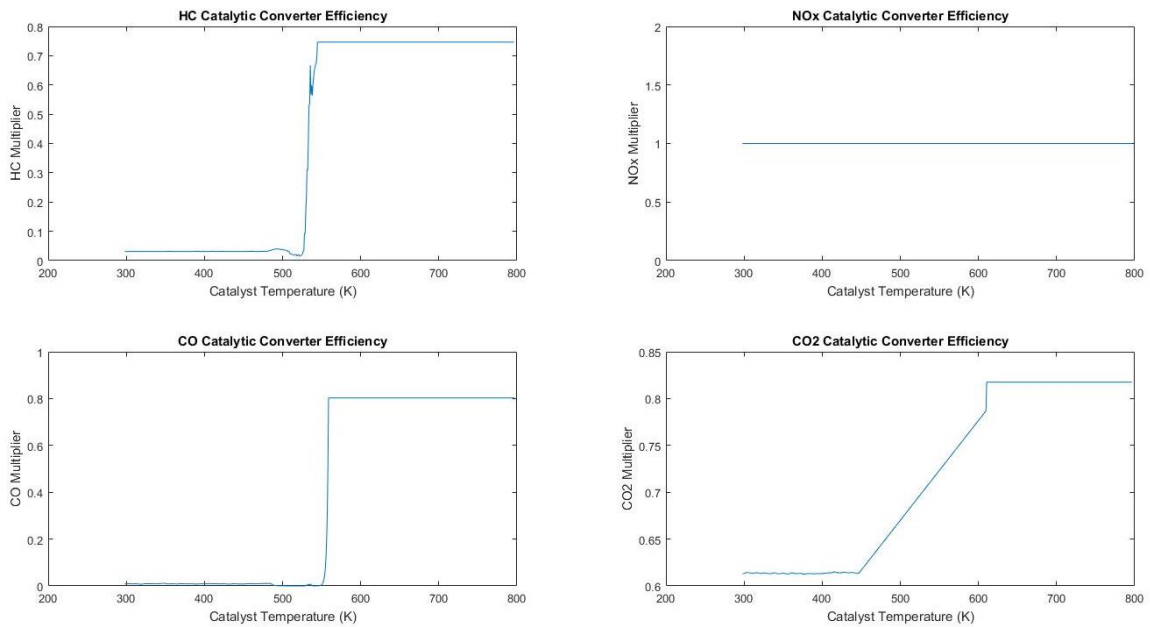 HC Catalytic Converter Efficiency
0.8
0.7
0.6
0.5
0.4
0.3
0.2
0.1
0
HC Multiplier
200 300 400 500 600 700 800
Catalyst Temperature (K)
NOx Catalytic Converter Efficiency
2
1.5
1
0.5
0
NOx Multiplier
200 300 400 500 600 700 800
Catalyst Temperature (K)
CO Catalytic Converter Efficiency
1
0.8
0.6
0.4
0.2
0
CO Multiplier
200 300 400 500 600 700 800
Catalyst Temperature (K)
CO2 Catalytic Converter Efficiency
0.85
0.8
0.75
0.7
0.65
0.6
CO2 Multiplier
200 300 400 500 600 700 800
Catalyst Temperature (K)